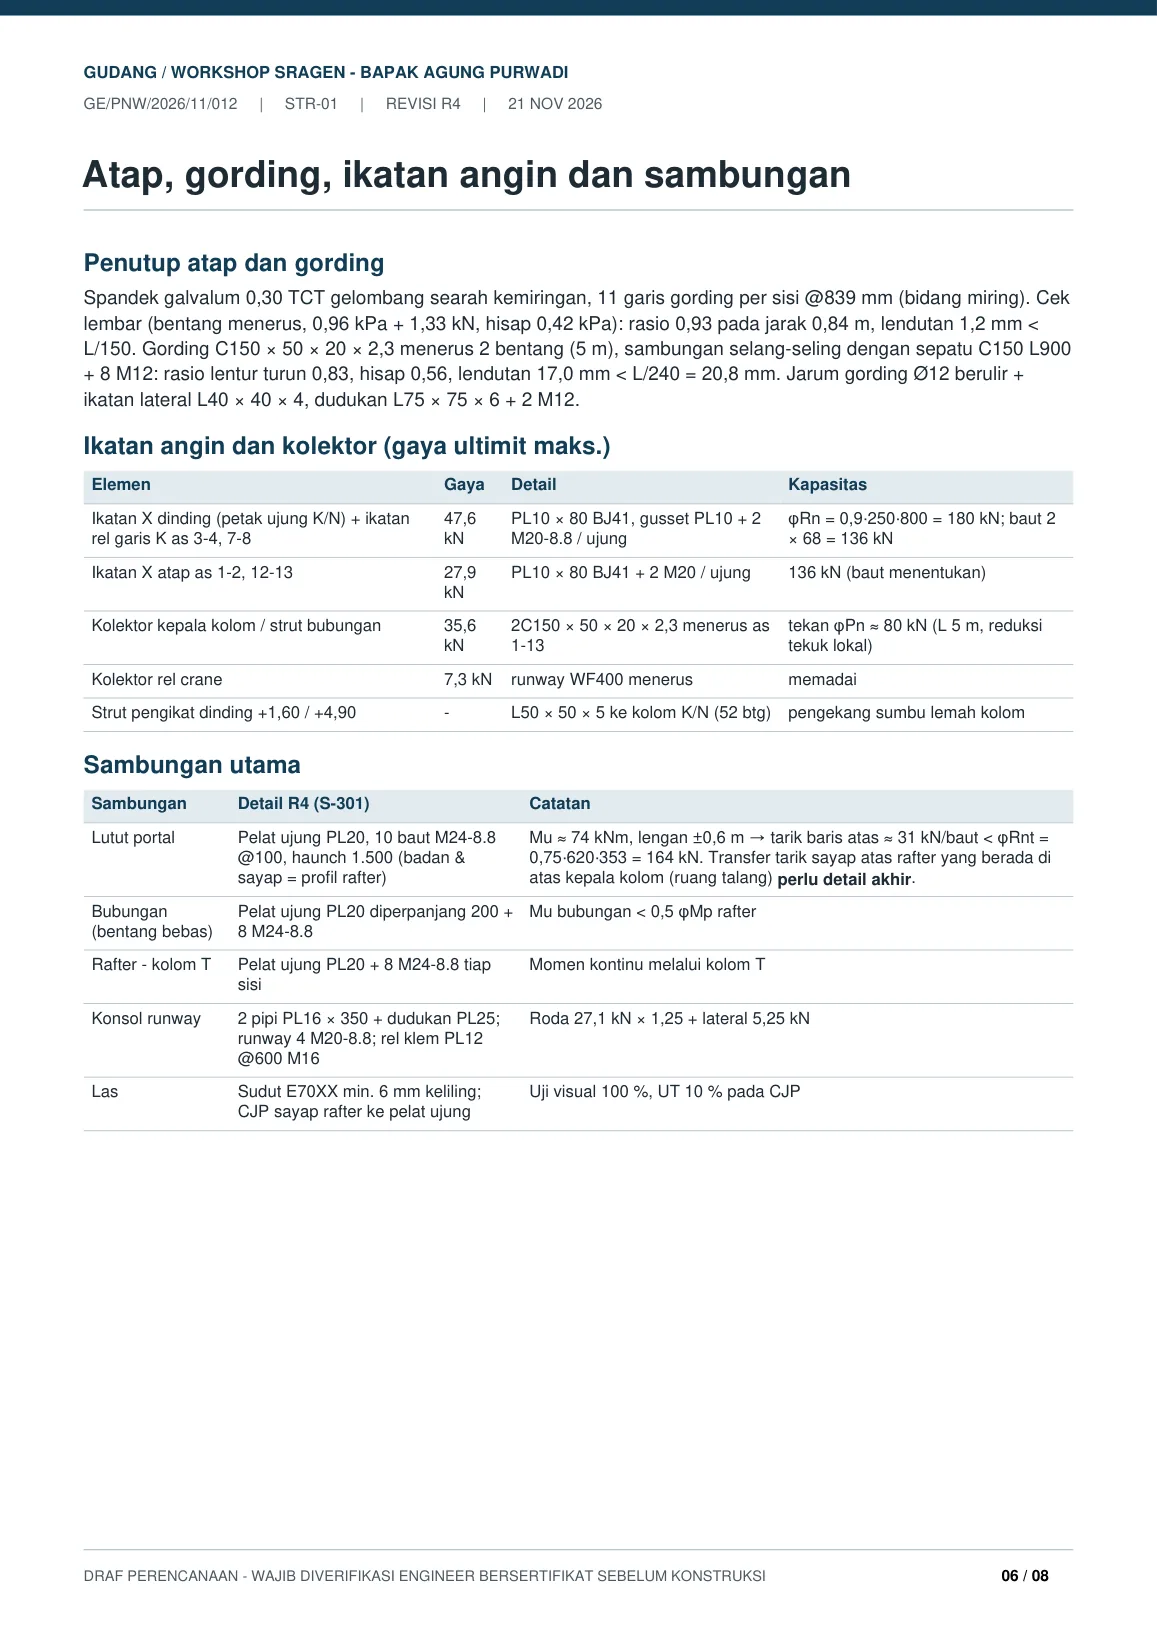 GUDANG / WORKSHOP SRAGEN - BAPAK AGUNG PURWADI
GE/PNW/2026/11/012 | STR-01 | REVISI R4 | 21 NOV 2026
Atap, gording, ikatan angin dan sambungan
Penutup atap dan gording
Spandek galvalum 0,30 TCT gelombang searah kemiringan, 11 garis gording per sisi @839 mm (bidang miring). Cek
lembar (bentang menerus, 0,96 kPa + 1,33 kN, hisap 0,42 kPa): rasio 0,93 pada jarak 0,84 m, lendutan 1,2 mm <
L/150. Gording C150 × 50 × 20 × 2,3 menerus 2 bentang (5 m), sambungan selang-seling dengan sepatu C150 L900
+ 8 M12: rasio lentur turun 0,83, hisap 0,56, lendutan 17,0 mm < L/240 = 20,8 mm. Jarum gording Ø12 berulir +
ikatan lateral L40 × 40 × 4, dudukan L75 × 75 × 6 + 2 M12.
Ikatan angin dan kolektor (gaya ultimit maks.)
Elemen Gaya Detail Kapasitas
Ikatan X dinding (petak ujung K/N) + ikatan 47,6 PL10 × 80 BJ41, gusset PL10 + 2 φRn = 0,9·250·800 = 180 kN; baut 2
rel garis K as 3-4, 7-8 kN M20-8.8 / ujung × 68 = 136 kN
Ikatan X atap as 1-2, 12-13 27,9 PL10 × 80 BJ41 + 2 M20 / ujung 136 kN (baut menentukan)
kN
Kolektor kepala kolom / strut bubungan 35,6 2C150 × 50 × 20 × 2,3 menerus as tekan φPn ≈ 80 kN (L 5 m, reduksi
kN 1-13 tekuk lokal)
Kolektor rel crane 7,3 kN runway WF400 menerus memadai
Strut pengikat dinding +1,60 / +4,90 - L50 × 50 × 5 ke kolom K/N (52 btg) pengekang sumbu lemah kolom
Sambungan utama
Sambungan Detail R4 (S-301) Catatan
Lutut portal Pelat ujung PL20, 10 baut M24-8.8 Mu ≈ 74 kNm, lengan ±0,6 m → tarik baris atas ≈ 31 kN/baut < φRnt =
@100, haunch 1.500 (badan & 0,75·620·353 = 164 kN. Transfer tarik sayap atas rafter yang berada di
sayap = profil rafter) atas kepala kolom (ruang talang) perlu detail akhir.
Bubungan Pelat ujung PL20 diperpanjang 200 + Mu bubungan < 0,5 φMp rafter
(bentang bebas) 8 M24-8.8
Rafter - kolom T Pelat ujung PL20 + 8 M24-8.8 tiap Momen kontinu melalui kolom T
sisi
Konsol runway 2 pipi PL16 × 350 + dudukan PL25; Roda 27,1 kN × 1,25 + lateral 5,25 kN
runway 4 M20-8.8; rel klem PL12
@600 M16
Las Sudut E70XX min. 6 mm keliling; Uji visual 100 %, UT 10 % pada CJP
CJP sayap rafter ke pelat ujung
DRAF PERENCANAAN - WAJIB DIVERIFIKASI ENGINEER BERSERTIFIKAT SEBELUM KONSTRUKSI 06 / 08